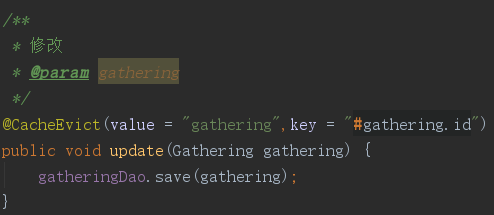 /**
 * 修改
 * @param gathering
 */
@CacheEvict(value = "gathering",key = "#gathering.id")
public void update(Gathering gathering) {
    gatheringDao.save(gathering);
}